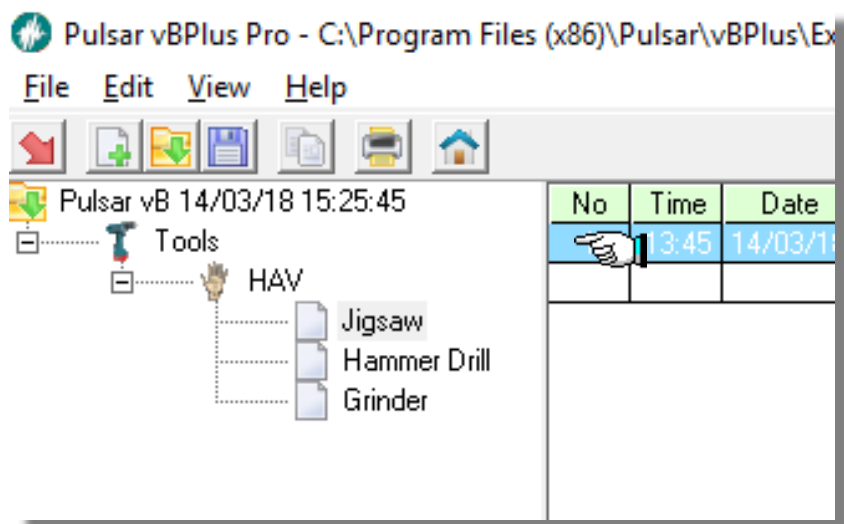 Pulsar vBPlus Pro - C:\Program Files (x86)\Pulsar\vBPlus\Ex
File Edit View Help
Pulsar vB 14/03/18 15:25:45
Tools
HAV
Jigsaw
Hammer Drill
Grinder
No Time Date
13:45 14/03/18